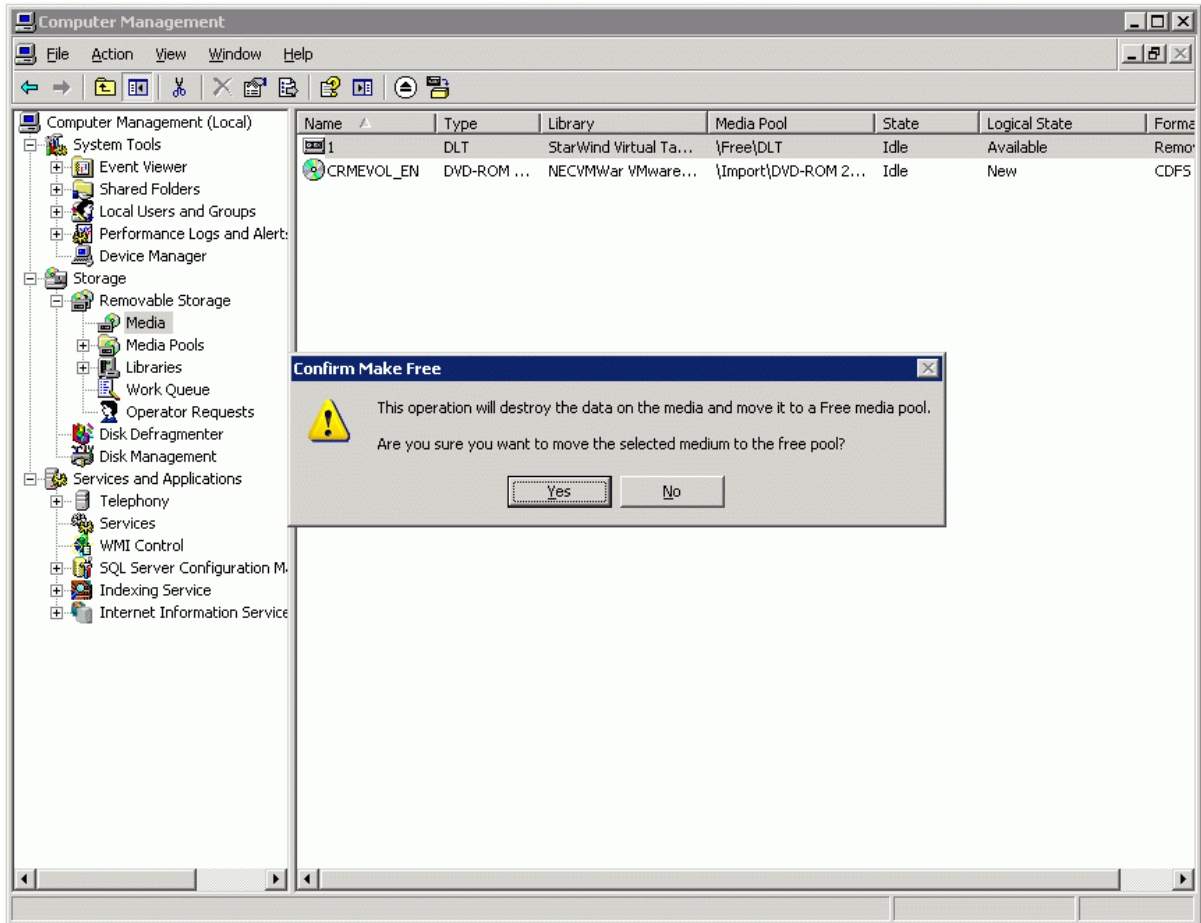 Computer Management
File Action View Window Help
Computer Management (Local)
System Tools
Event Viewer
Shared Folders
Local Users and Groups
Performance Logs and Alert:
Device Manager
Storage
Removable Storage
Media
Media Pools
Libraries
Work Queue
Operator Requests
Disk Defragmenter
Disk Management
Services and Applications
Telephony
Services
WMI Control
SQL Server Configuration M
Indexing Service
Internet Information Service
Name Type Library Media Pool State Logical State Forma
1 DLT StarWind Virtual Ta... \Free\DLT Idle Available Remo
CRMEVOL_EN DVD-ROM ... NECVMWar VMware... \Import\DVD-ROM 2... Idle New CDFS
Confirm Make Free
This operation will destroy the data on the media and move it to a Free media pool.
Are you sure you want to move the selected medium to the free pool?
Yes No